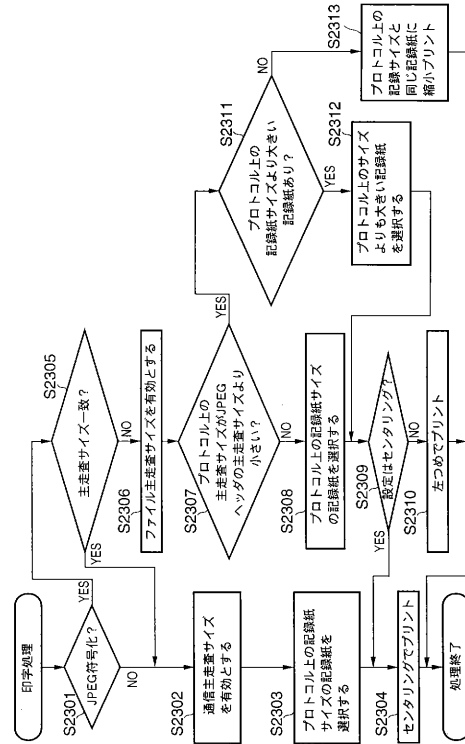 印字処理
S2301
JPEG符号化？
YES
NO
S2302
通信主走査サイズ
を有効とする
S2303
プロトコル上の記録紙
サイズの記録紙を
選択する
S2304
センタリングでプリント
処理終了
S2305
主走査サイズ一致？
YES
NO
S2306
ファイル主走査サイズを有効とする
S2307
プロトコル上の
主走査サイズがJPEG
ヘッダの主走査サイズより
小さい？
YES
NO
S2308
プロトコル上の記録紙サイズ
の記録紙を選択する
S2309
設定はセンタリング？
YES
NO
S2310
左つめでプリント
S2311
プロトコル上の
記録紙サイズより大きい
記録紙あり？
NO
YES
S2312
プロトコル上のサイズ
よりも大きい記録紙
を選択する
S2313
プロトコル上の
記録サイズと
同じ記録紙に
縮小プリント